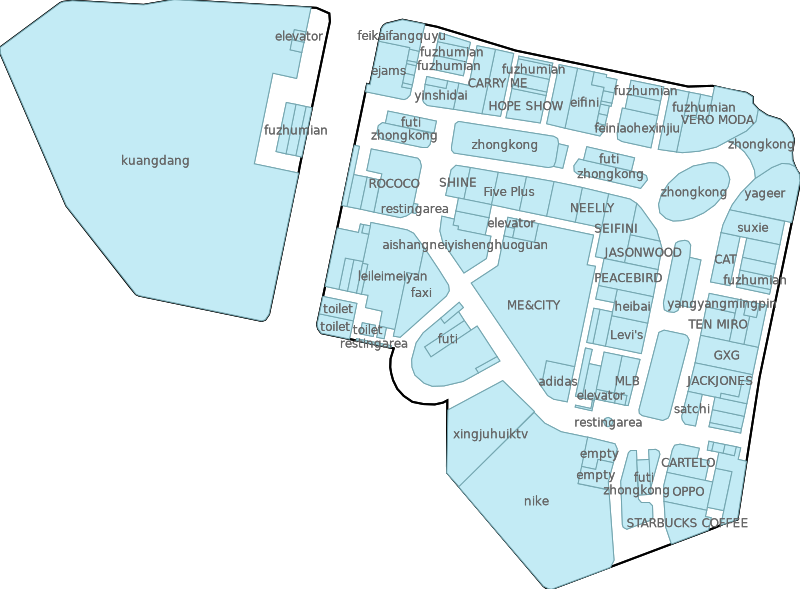 elevator
feikaifangquyu
fuzhumian
fuzhumian
ejams
fuzhumian
CARRY ME
fuzhumian
yinshidai
HOPE SHOW
eifini
fuzhumian
VERO MODA
fuzhumian
futi
zhongkong
feinjaohexinjiu
zhongkong
zhongkong
kuangdang
futi
zhongkong
ROCOCO
SHINE
Five Plus
zhongkong
yageer
restingarea
NEELLY
elevator
SEIFINI
suxie
aishangneiyishenghuoguan
JASONWOOD
CAT
leileimeiyan
PEACEBIRD
fuzhumian
faxi
ME&CITY
heibai
yangyangmingpin
toilet
toilet
toilet
restingarea
futi
Levi's
TEN MIRO
GXG
adidas
MLB
JACKJONES
elevator
satchi
restingarea
xingjuhuiktv
empty
empty
CARTELO
futi
zhongkong
OPPO
nike
STARBUCKS COFFEE